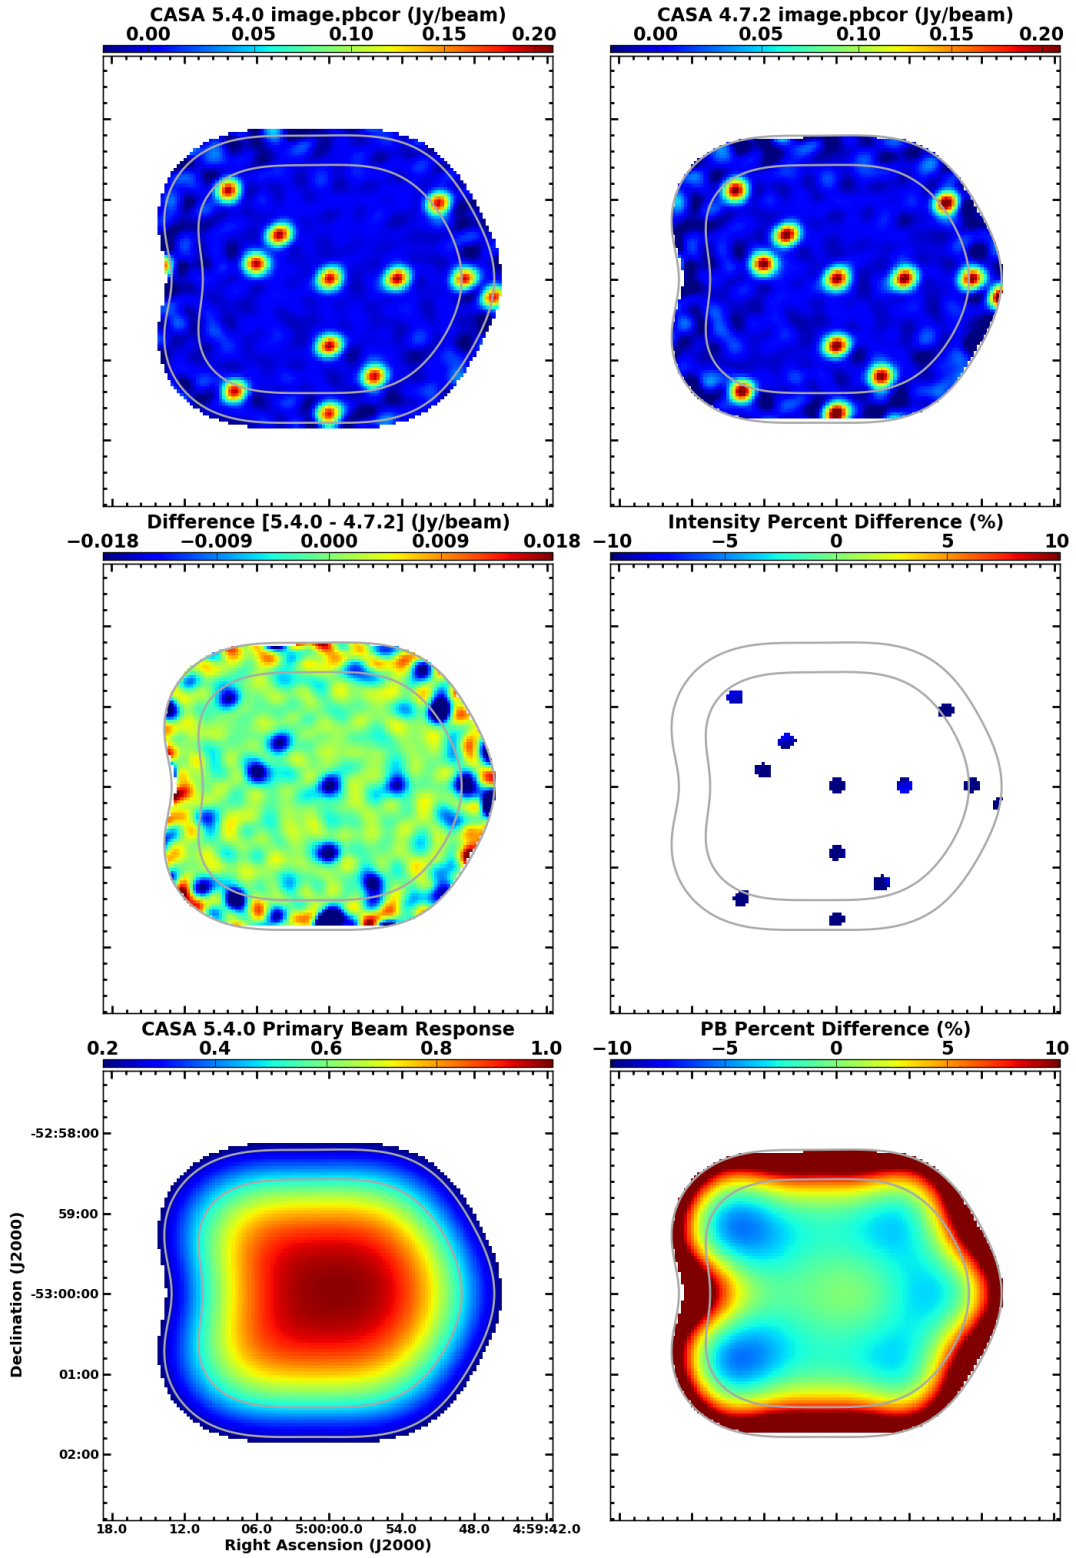 CASA 5.4.0 image.pbcor (Jy/beam)
0.00 0.05 0.10 0.15 0.20
CASA 4.7.2 image.pbcor (Jy/beam)
0.00 0.05 0.10 0.15 0.20
Difference [5.4.0 - 4.7.2] (Jy/beam)
−0.018 −0.009 0.000 0.009 0.018
Intensity Percent Difference (%)
−10 −5 0 5 10
CASA 5.4.0 Primary Beam Response
0.2 0.4 0.6 0.8 1.0
PB Percent Difference (%)
−10 −5 0 5 10
-52:58:00
59:00
-53:00:00
01:00
02:00
Declination (J2000)
18.0 12.0 06.0 5:00:00.0 54.0 48.0 4:59:42.0
Right Ascension (J2000)